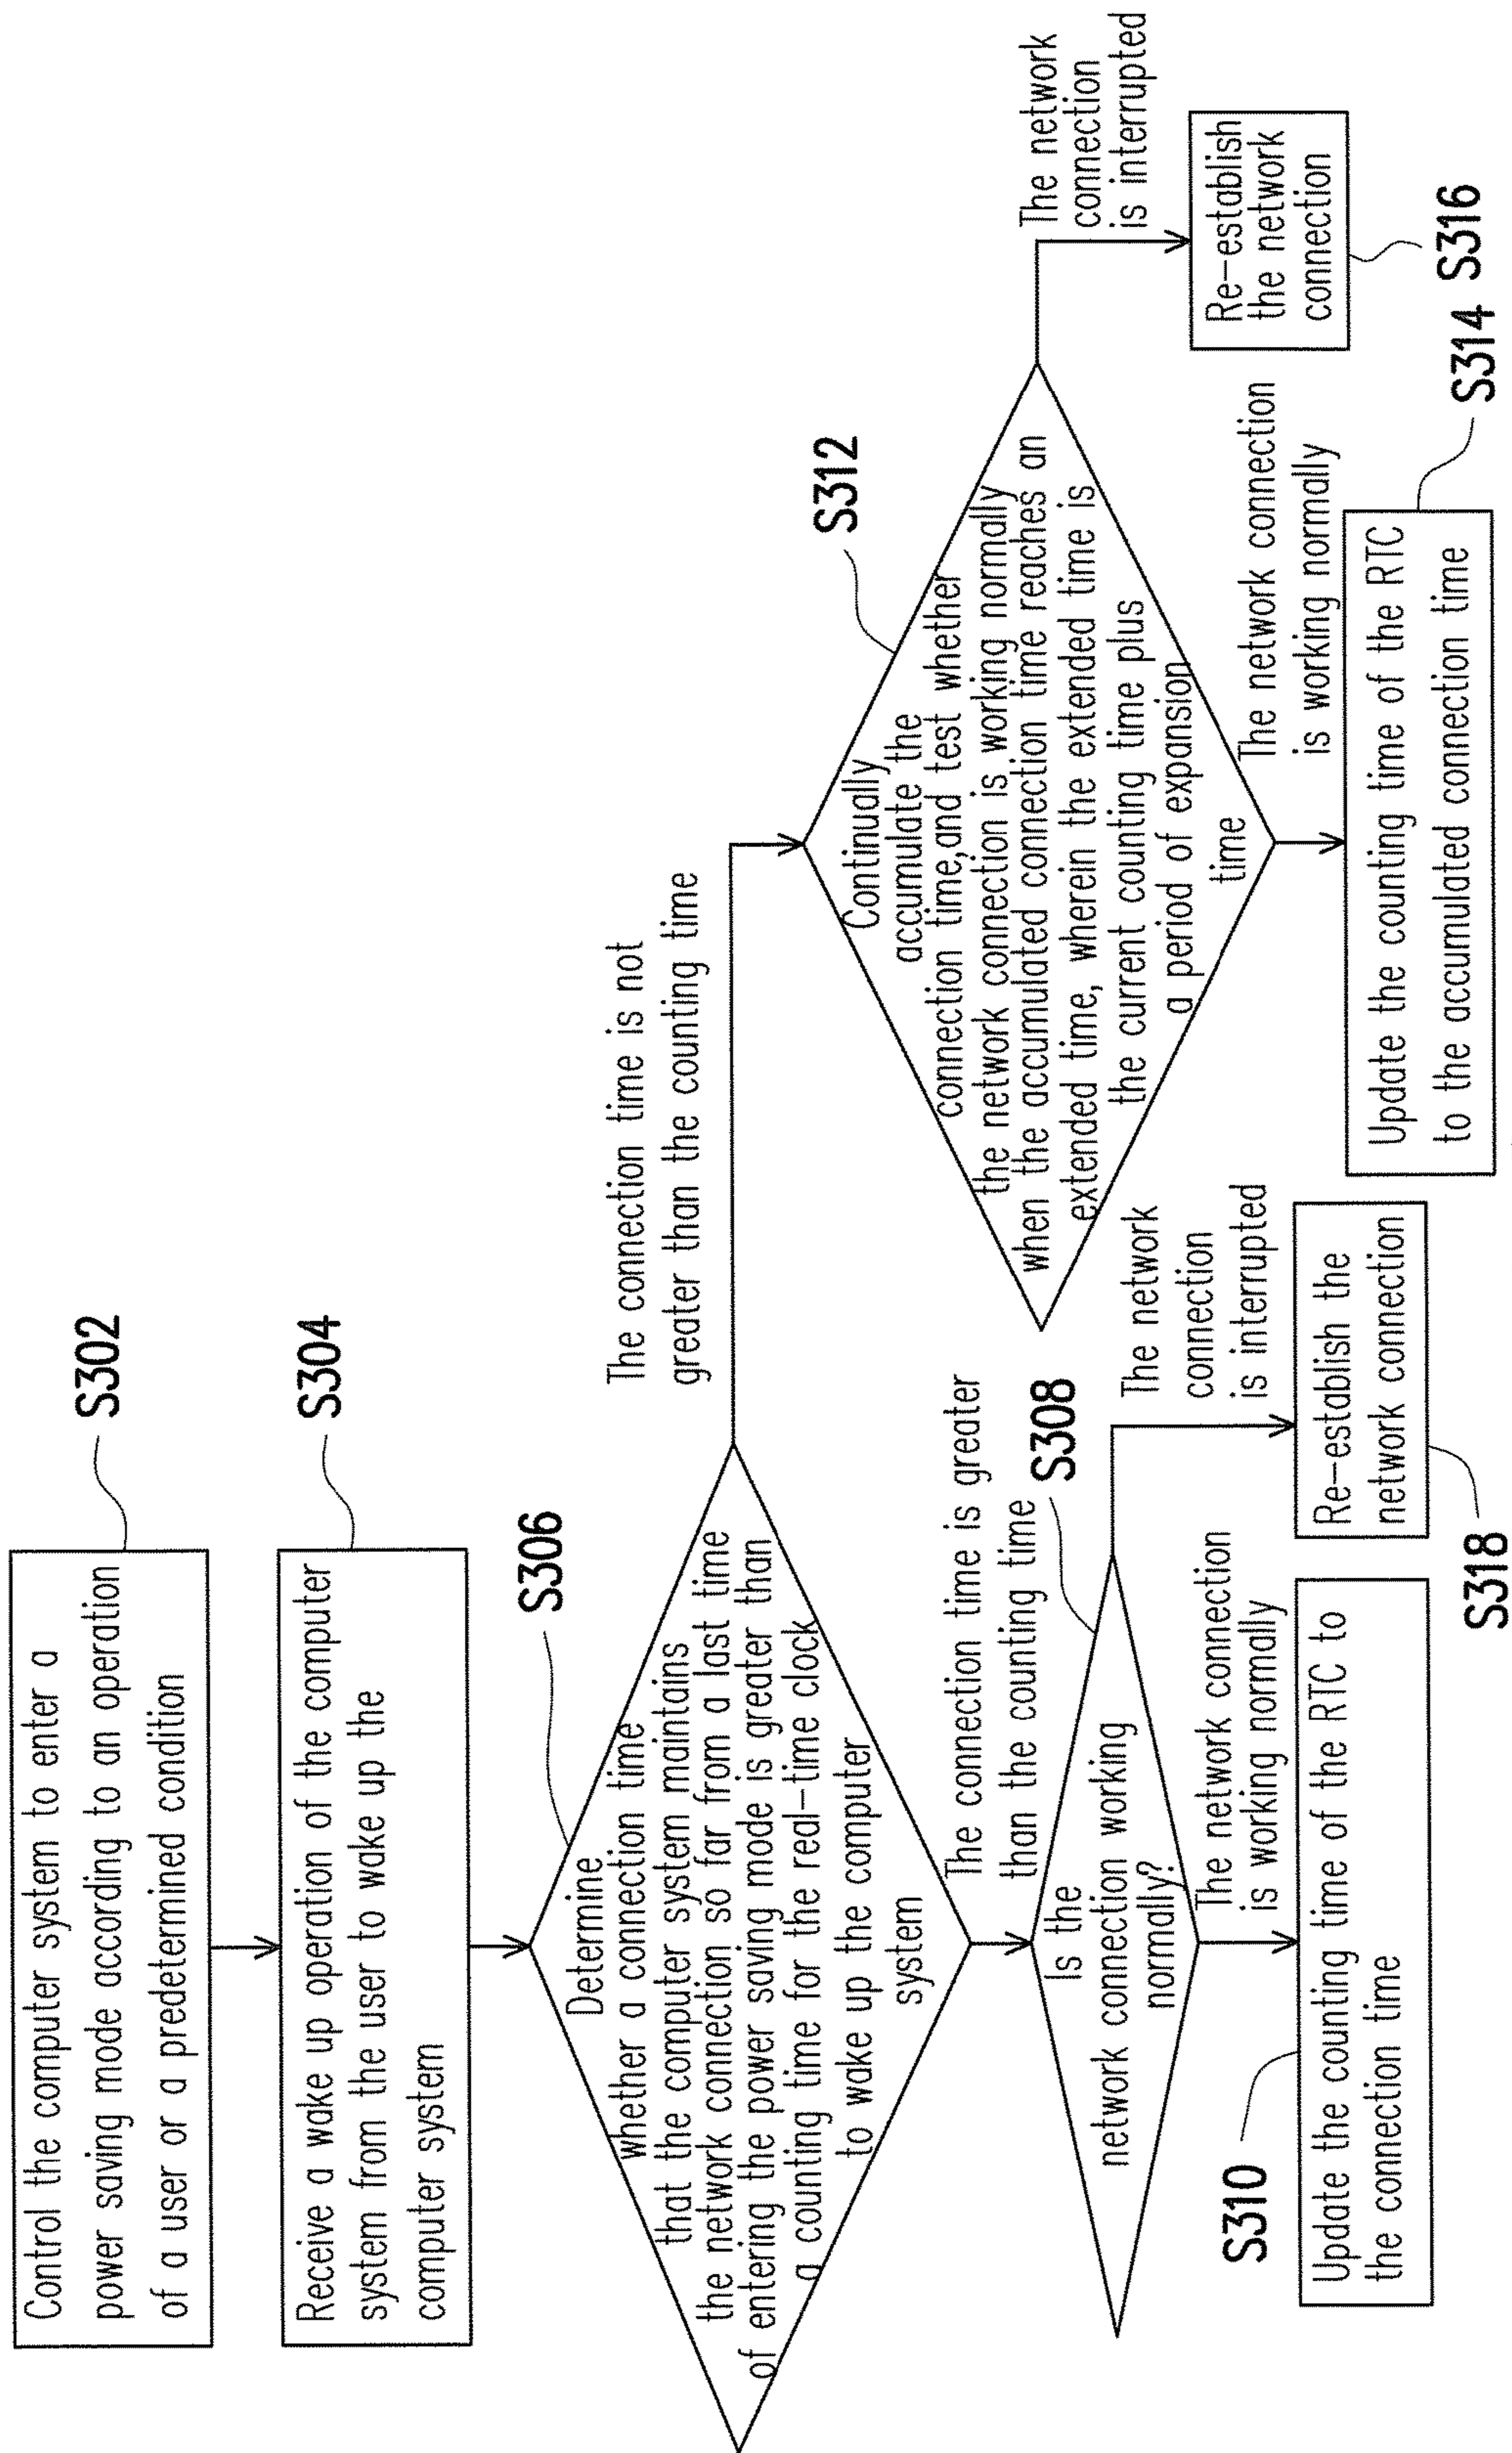 Control the computer system to enter a
power saving mode according to an operation
of a user or a predetermined condition
S302
Receive a wake up operation of the computer
system from the user to wake up the
computer system
S304
S306
Determine
whether a connection time
that the computer system maintains
the network connection so far from a last time
of entering the power saving mode is greater than
a counting time for the real-time clock
to wake up the computer
system
The connection time is not
greater than the counting time
The connection time is greater
than the counting time
S308
Is the
network connection working
normally?
The network connection
is interrupted
The network connection
is working normally
S310
Update the counting time of the RTC to
the connection time
Re-establish the
network connection
S318
S312
Continually
accumulate the
connection time,and test whether
the network connection is working normally
when the accumulated connection time reaches an
extended time, wherein the extended time is
the current counting time plus
a period of expansion
time
The network connection
is interrupted
Re-establish
the network
connection
S316
The network connection
is working normally
S314
Update the counting time of the RTC
to the accumulated connection time